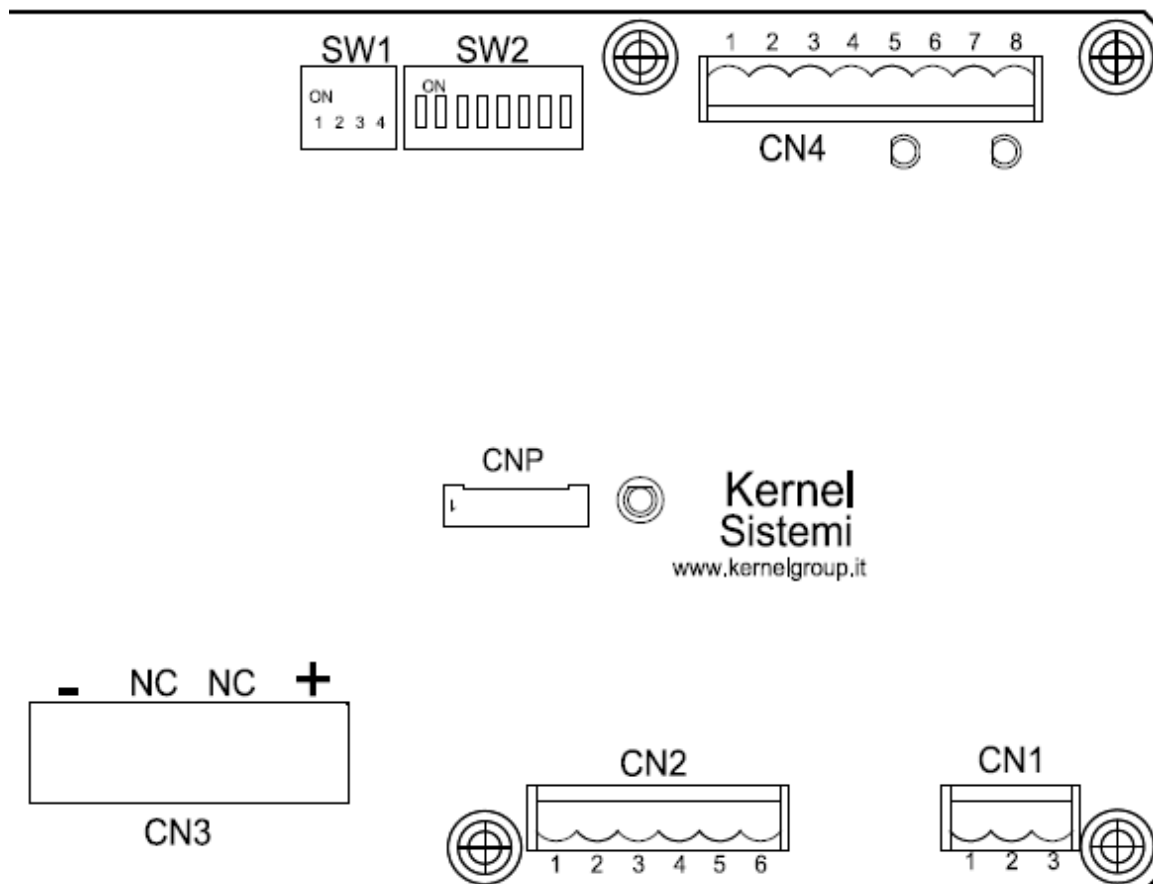 SW1 SW2
1 2 3 4 5 6 7 8
ON
ON
1 2 3 4
CN4
CNP
1
Kernel
Sistemi
www.kernelgroup.it
- NC NC +
CN3
CN2
1 2 3 4 5 6
CN1
1 2 3